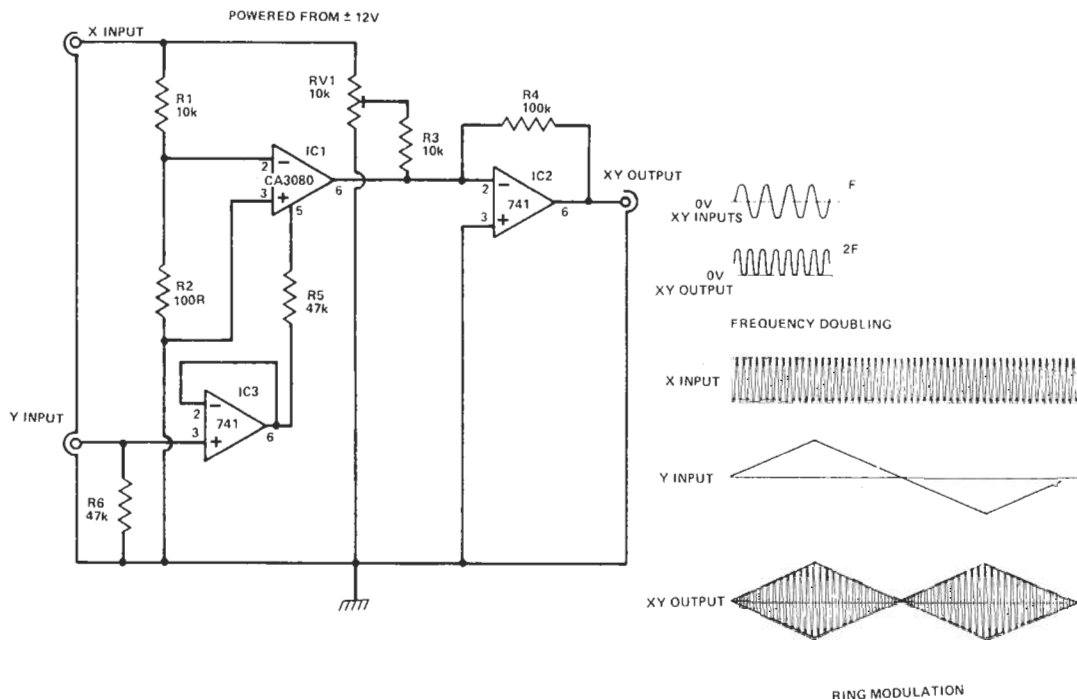 POWERED FROM ± 12V
X INPUT
R1
10k
RV1
10k
R3
10k
R4
100k
IC1
CA3080
2
−
3
+
5
6
IC2
741
2
−
3
+
6
XY OUTPUT
R2
100R
R5
47k
IC3
741
2
−
3
+
6
Y INPUT
R6
47k
F
0V
XY INPUTS
2F
0V
XY OUTPUT
FREQUENCY DOUBLING
X INPUT
Y INPUT
XY OUTPUT
RING MODULATION